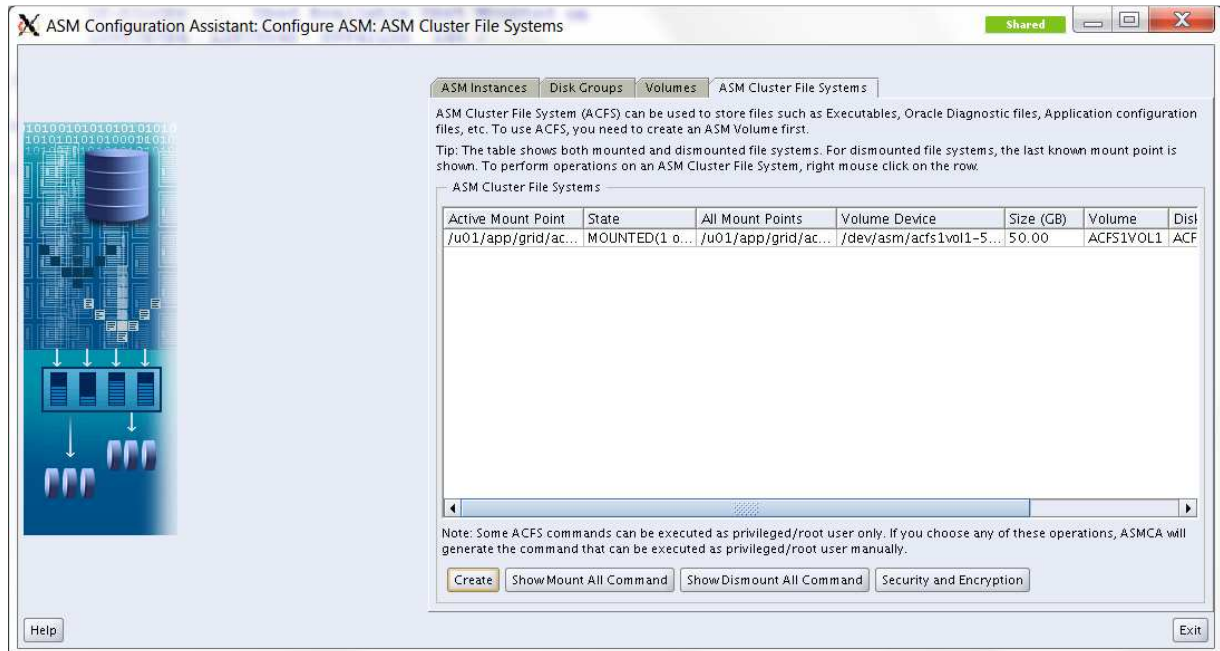 ASM Configuration Assistant: Configure ASM: ASM Cluster File Systems
Shared
ASM Instances Disk Groups Volumes ASM Cluster File Systems
ASM Cluster File System (ACFS) can be used to store files such as Executables, Oracle Diagnostic files, Application configuration
files, etc. To use ACFS, you need to create an ASM Volume first.
Tip: The table shows both mounted and dismounted file systems. For dismounted file systems, the last known mount point is
shown. To perform operations on an ASM Cluster File System, right mouse click on the row.
ASM Cluster File Systems
Active Mount Point State All Mount Points Volume Device Size (GB) Volume Disk
/u01/app/grid/ac... MOUNTED(1 o... /u01/app/grid/ac... /dev/asm/acfs1vol1-5... 50.00 ACFS1VOL1 ACF
Note: Some ACFS commands can be executed as privileged/root user only. If you choose any of these operations, ASMCA will
generate the command that can be executed as privileged/root user manually.
Create Show Mount All Command Show Dismount All Command Security and Encryption
Help Exit